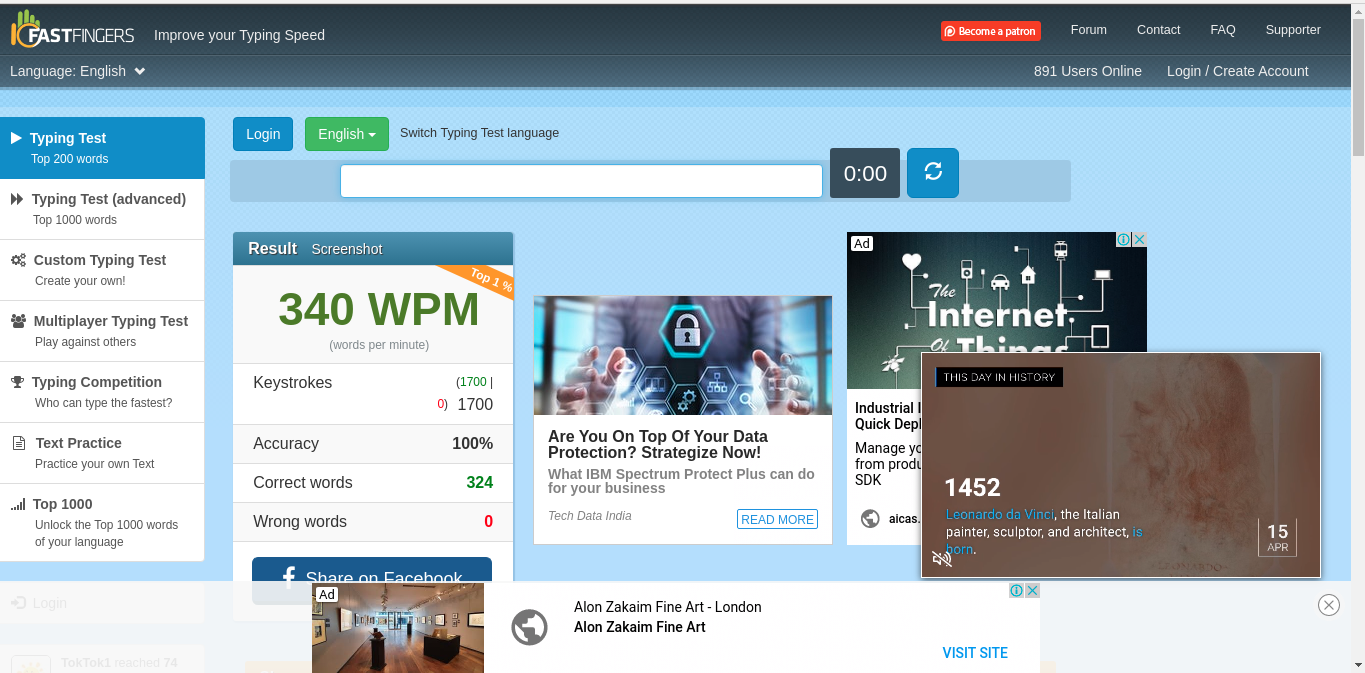 FASTFINGERS
Improve your Typing Speed
Become a patron
Forum
Contact
FAQ
Supporter
Language: English
891 Users Online
Login / Create Account
Typing Test
Top 200 words
Typing Test (advanced)
Top 1000 words
Custom Typing Test
Create your own!
Multiplayer Typing Test
Play against others
Typing Competition
Who can type the fastest?
Text Practice
Practice your own Text
Top 1000
Unlock the Top 1000 words
of your language
Login
TokTok1 reached 74
Login
English
Switch Typing Test language
0:00
Result Screenshot
Top 1 %
340 WPM
(words per minute)
Keystrokes
(1700 |
0) 1700
Accuracy
100%
Correct words
324
Wrong words
0
Share on Facebook
Are You On Top Of Your Data
Protection? Strategize Now!
What IBM Spectrum Protect Plus can do
for your business
Tech Data India
READ MORE
Ad
The
Internet
Of Things
Industrial
Quick
Manage
from
SDK
aicas.
THIS DAY IN HISTORY
1452
Leonardo da Vinci, the Italian
painter, sculptor, and architect, is
born.
15
APR
LEONARDO
Ad
Alon Zakaim Fine Art - London
Alon Zakaim Fine Art
VISIT SITE